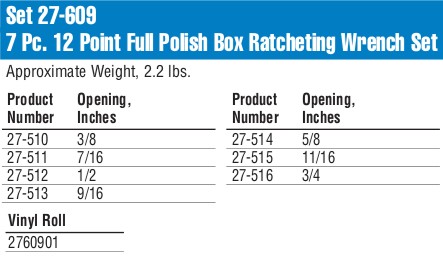 Set 27-609
7 Pc. 12 Point Full Polish Box Ratcheting Wrench Set
Approximate Weight, 2.2 lbs.
Product Number Opening, Inches
27-510 3/8
27-511 7/16
27-512 1/2
27-513 9/16
Product Number Opening, Inches
27-514 5/8
27-515 11/16
27-516 3/4
Vinyl Roll
2760901